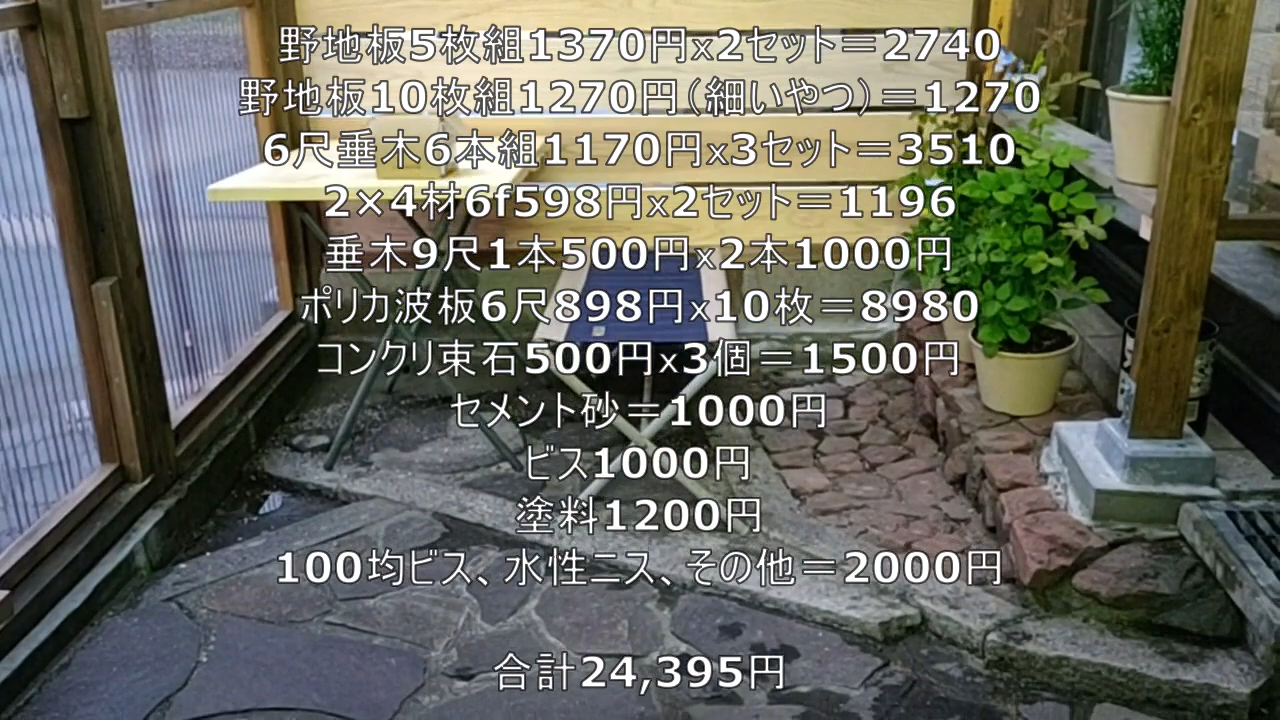 野地板5枚組1370円x2セット＝2740
野地板10枚組1270円（細いやつ）＝1270
6尺垂木6本組1170円x3セット＝3510
2×4材6f598円x2セット＝1196
垂木9尺1本500円x2本1000円
ポリカ波板6尺898円x10枚＝8980
コンクリ束石500円x3個＝1500円
セメント砂＝1000円
ビス1000円
塗料1200円
100均ビス、水性ニス、その他＝2000円
合計24,395円